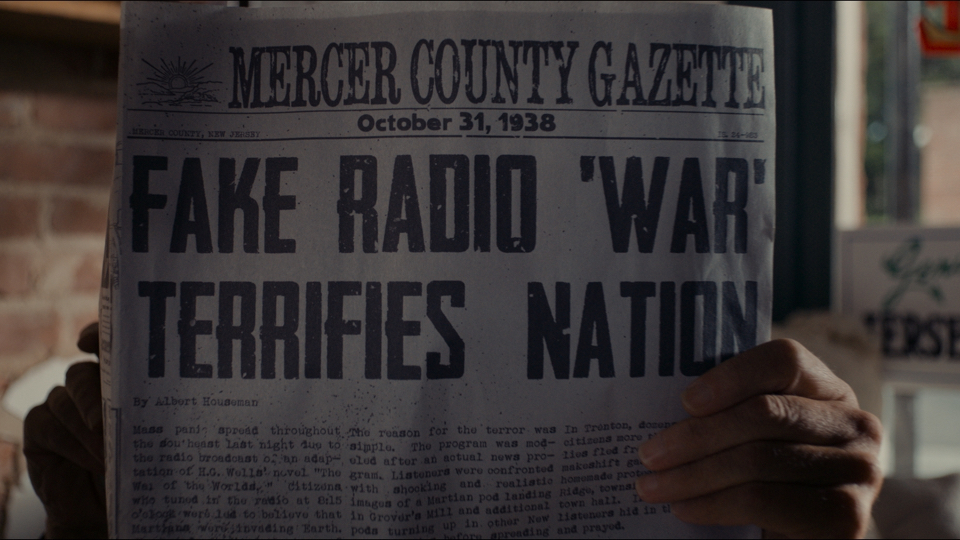 MERCER COUNTY GAZETTE
MERCER COUNTY, NEW JERSEY
October 31, 1938
FAKE RADIO 'WAR'
TERRIFIES NATION
By Albert Houseman
Mass panic spread throughout
the southeast last night due to
the radio broadcast of an adap-
tation of H.G. Wells' novel "The
War of the Worlds," Citizens
who tuned in the radio at 8:15
o'clock were led to believe that
Martians were invading Earth.
The reason for the terror was
simple. The program was mod-
eled after an actual news pro-
gram. Listeners were confronted
with shocking and realistic
images of a Martian pod landing
in Grover's Mill and additional
pods turning up in other New
before spreading
In Trenton,
citizens more
lies fled
makeshift
homemade
Ridge,
town hall.
listeners hid in
and prayed.